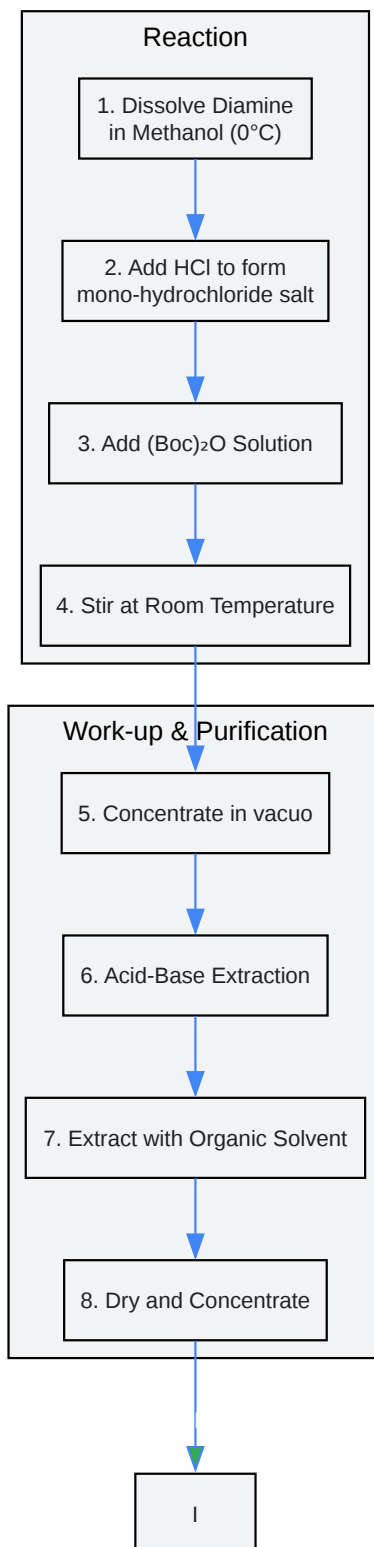 Reaction
1. Dissolve Diamine
in Methanol (0°C)
2. Add HCl to form
mono-hydrochloride salt
3. Add (Boc)₂O Solution
4. Stir at Room Temperature
Work-up & Purification
5. Concentrate in vacuo
6. Acid-Base Extraction
7. Extract with Organic Solvent
8. Dry and Concentrate
I